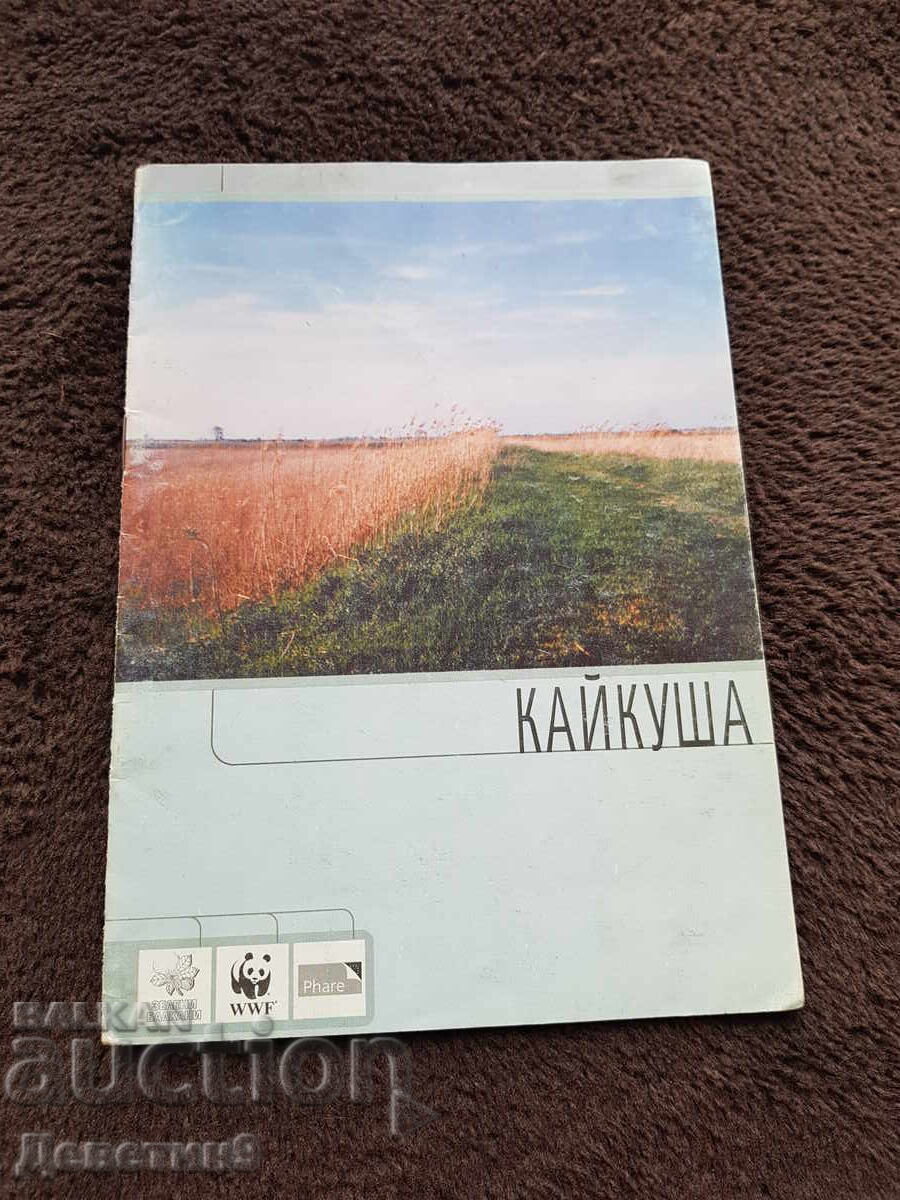 КАЙКУША
ЗЕЛЕНИ
БАЛКАНИ
WWF
Phare
BALKAN
auction
Деветин9